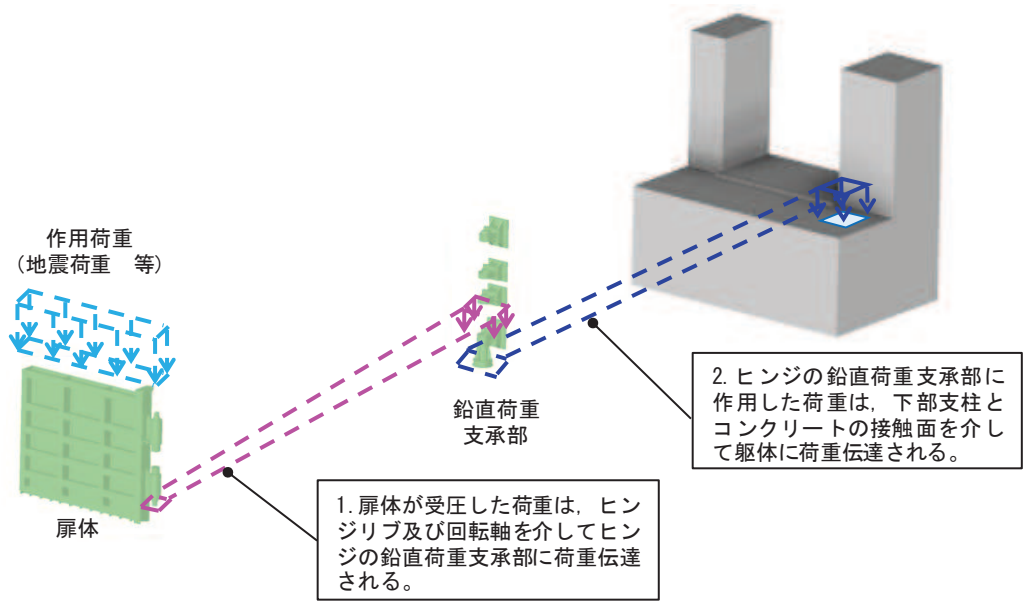 作用荷重
（地震荷重　等）
扉体
鉛直荷重
支承部
1. 扉体が受圧した荷重は，ヒン
ジリブ及び回転軸を介してヒン
ジの鉛直荷重支承部に荷重伝達
される。
2. ヒンジの鉛直荷重支承部に
作用した荷重は，下部支柱と
コンクリートの接触面を介し
て躯体に荷重伝達される。